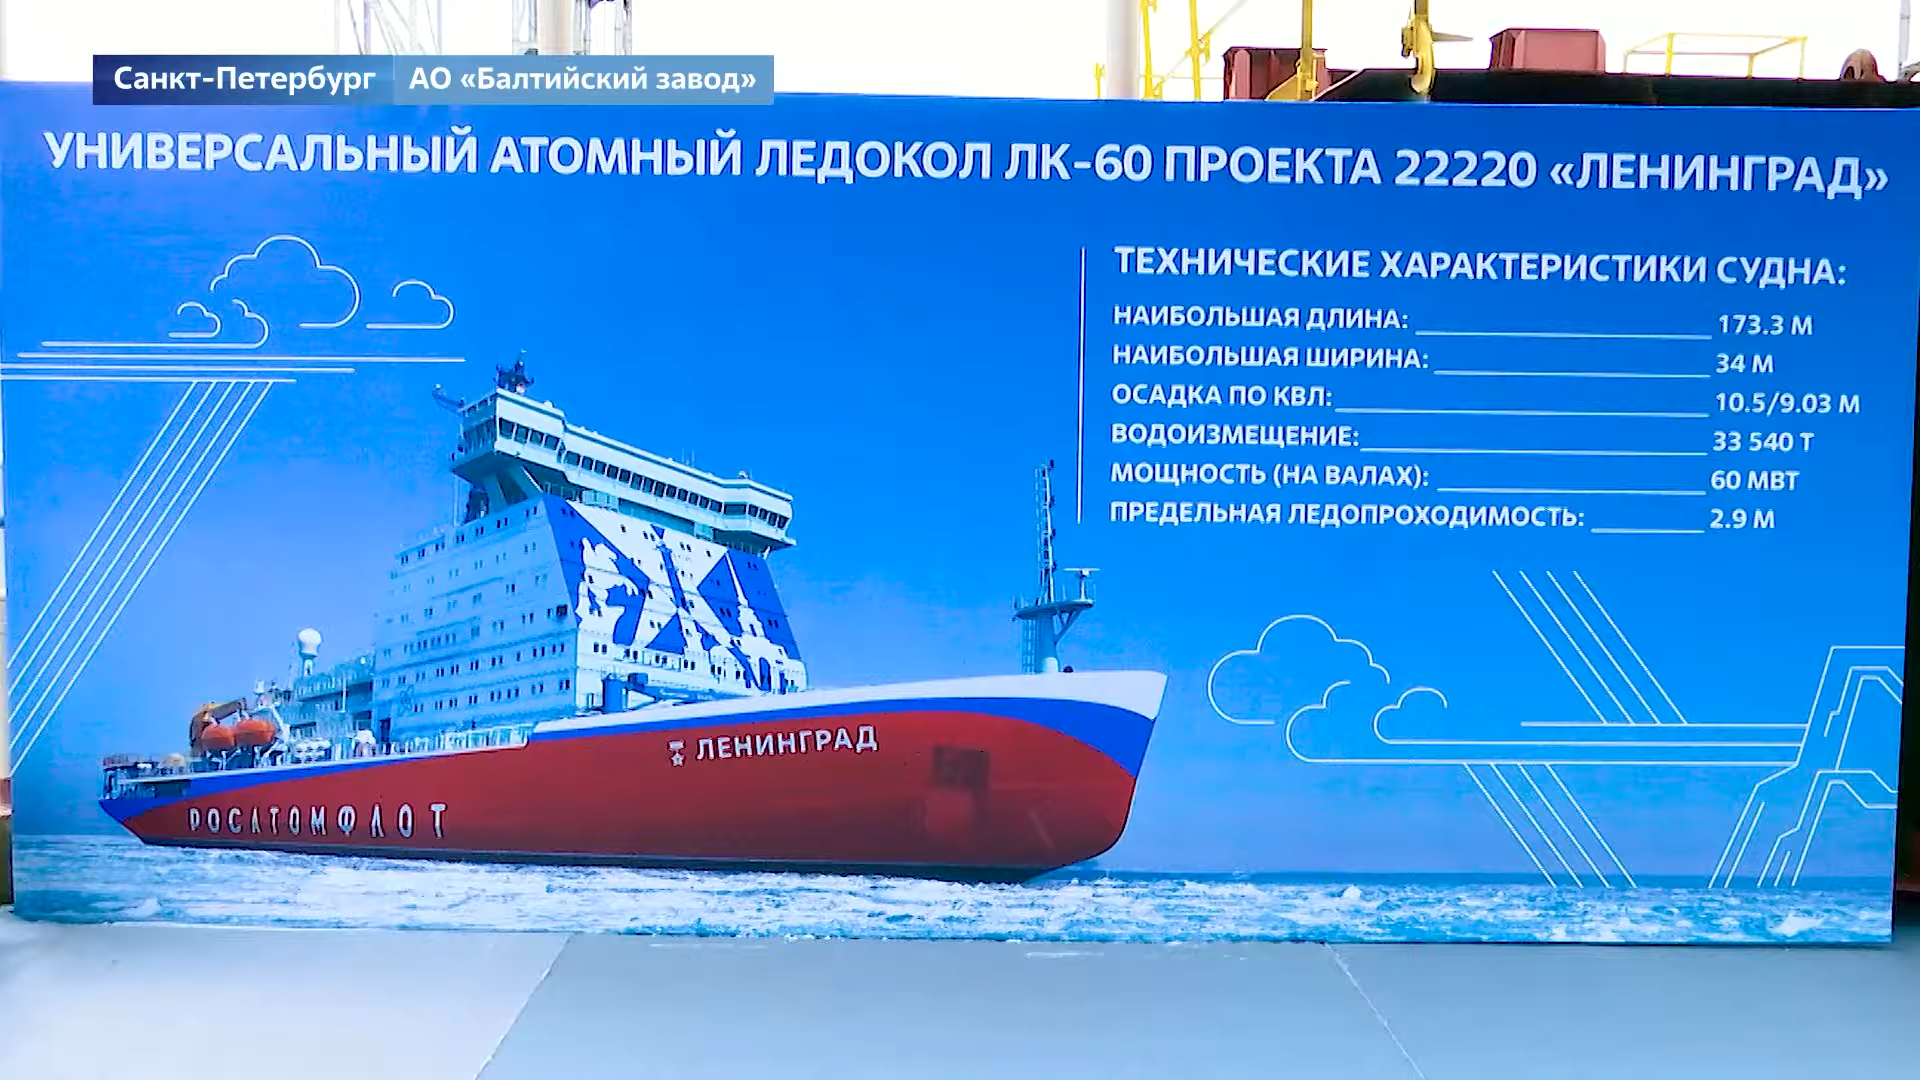 Санкт-Петербург АО «Балтийский завод»
УНИВЕРСАЛЬНЫЙ АТОМНЫЙ ЛЕДОКОЛ ЛК-60 ПРОЕКТА 22220 «ЛЕНИНГРАД»
ТЕХНИЧЕСКИЕ ХАРАКТЕРИСТИКИ СУДНА:
НАИБОЛЬШАЯ ДЛИНА: 173.3 М
НАИБОЛЬШАЯ ШИРИНА: 34 М
ОСАДКА ПО КВЛ: 10.5/9.03 М
ВОДОИЗМЕЩЕНИЕ: 33 540 Т
МОЩНОСТЬ (НА ВАЛАХ): 60 МВТ
ПРЕДЕЛЬНАЯ ЛЕДОПРОХОДИМОСТЬ: 2.9 М
ЛЕНИНГРАД
РОСАТОМФЛОТ